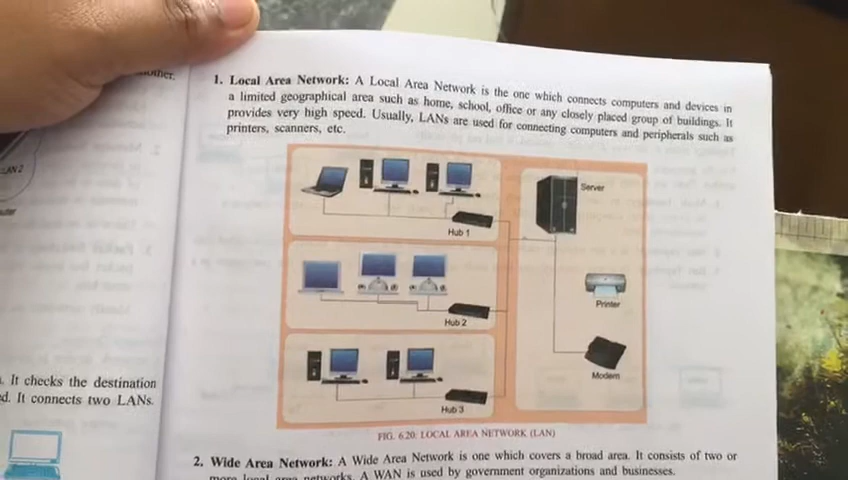 other.
LAN 2
. It checks the destination
d. It connects two LANs.
1. Local Area Network: A Local Area Network is the one which connects computers and devices in
a limited geographical area such as home, school, office or any closely placed group of buildings. It
provides very high speed. Usually, LANs are used for connecting computers and peripherals such as
printers, scanners, etc.
Hub 1
Server
Hub 2
Printer
Modem
Hub 3
FIG. 6.20: LOCAL AREA NETWORK (LAN)
2. Wide Area Network: A Wide Area Network is one which covers a broad area. It consists of two or
more local area networks. A WAN is used by government organizations and businesses.